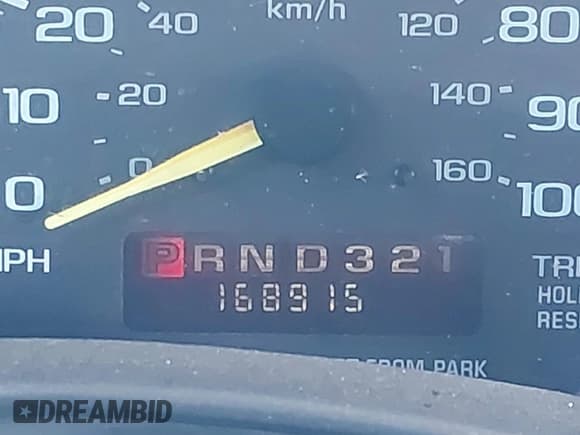 20 km/h 120 80
10 20 140 90
0 0 160 100
MPH PRND321 TRI
168915 HOL
RES
FROM PARK
DREAMBID